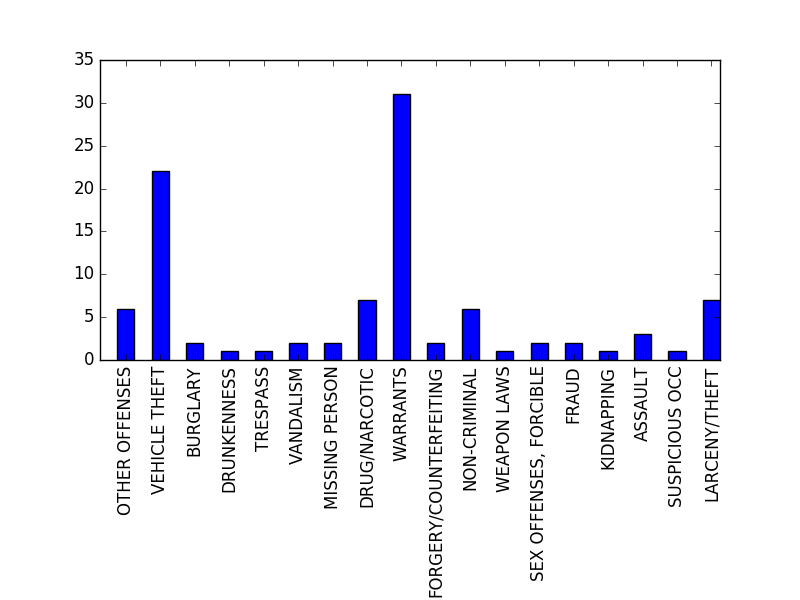 35
30
25
20
15
10
5
0
OTHER OFFENSES
VEHICLE THEFT
BURGLARY
DRUNKENNESS
TRESPASS
VANDALISM
MISSING PERSON
DRUG/NARCOTIC
WARRANTS
FORGERY/COUNTERFEITING
NON-CRIMINAL
WEAPON LAWS
SEX OFFENSES, FORCIBLE
FRAUD
KIDNAPPING
ASSAULT
SUSPICIOUS OCC
LARCENY/THEFT